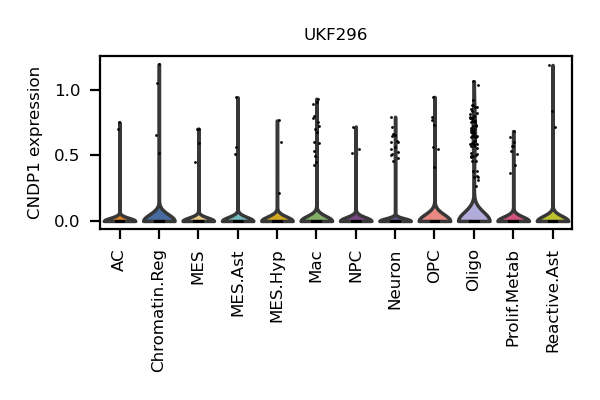 UKF296
CNDP1 expression
1.0
0.5
0.0
AC
Chromatin.Reg
MES
MES.Ast
MES.Hyp
Mac
NPC
Neuron
OPC
Oligo
Prolif.Metab
Reactive.Ast